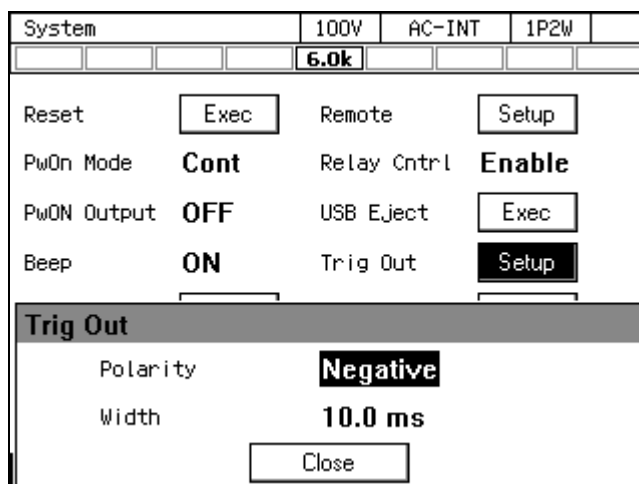 System 100V AC-INT 1P2W
6.0k
Reset Exec Remote Setup
PwOn Mode Cont Relay Cntrl Enable
PwON Output OFF USB Eject Exec
Beep ON Trig Out Setup
Trig Out
Polarity Negative
Width 10.0 ms
Close